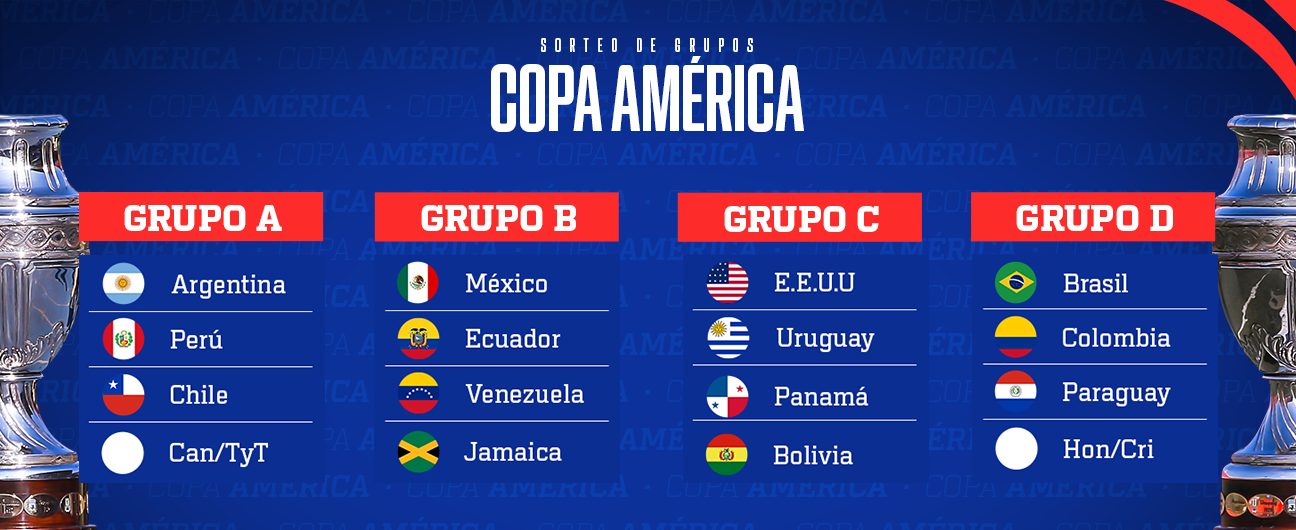 SORTEO DE GRUPOS
COPA AMÉRICA
GRUPO A
Argentina
Perú
Chile
Can/TyT
GRUPO B
México
Ecuador
Venezuela
Jamaica
GRUPO C
E.E.U.U
Uruguay
Panamá
Bolivia
GRUPO D
Brasil
Colombia
Paraguay
Hon/Cri